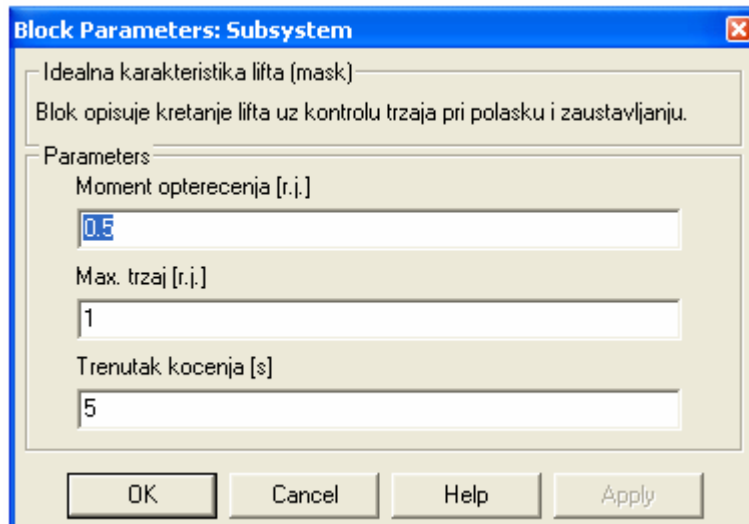 Block Parameters: Subsystem
Idealna karakteristika lifta (mask)
Blok opisuje kretanje lifta uz kontrolu trzaja pri polasku i zaustavljanju.
Parameters
Moment opterecenja [r.j.]
0.5
Max. trzaj [r.j.]
1
Trenutak kocenja [s]
5
OK Cancel Help Apply